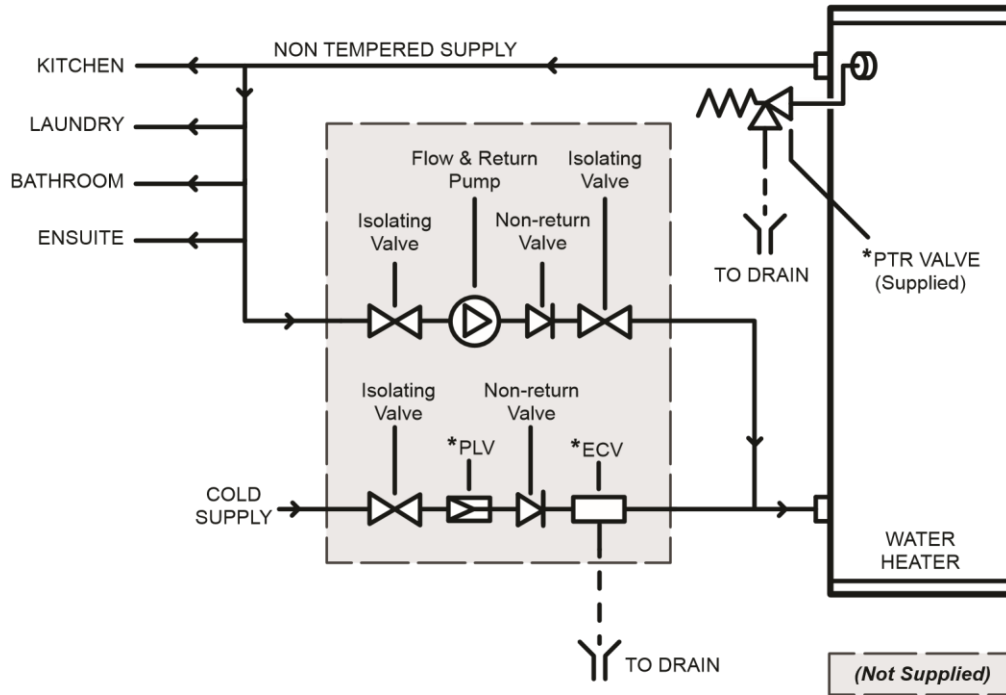 NON TEMPERED SUPPLY
KITCHEN
LAUNDRY
BATHROOM
ENSUITE
Flow & Return
Pump
Isolating
Valve
Isolating
Valve
Non-return
Valve
TO DRAIN
*PTR VALVE
(Supplied)
Isolating
Valve
Non-return
Valve
*PLV
*ECV
COLD
SUPPLY
WATER
HEATER
TO DRAIN
(Not Supplied)